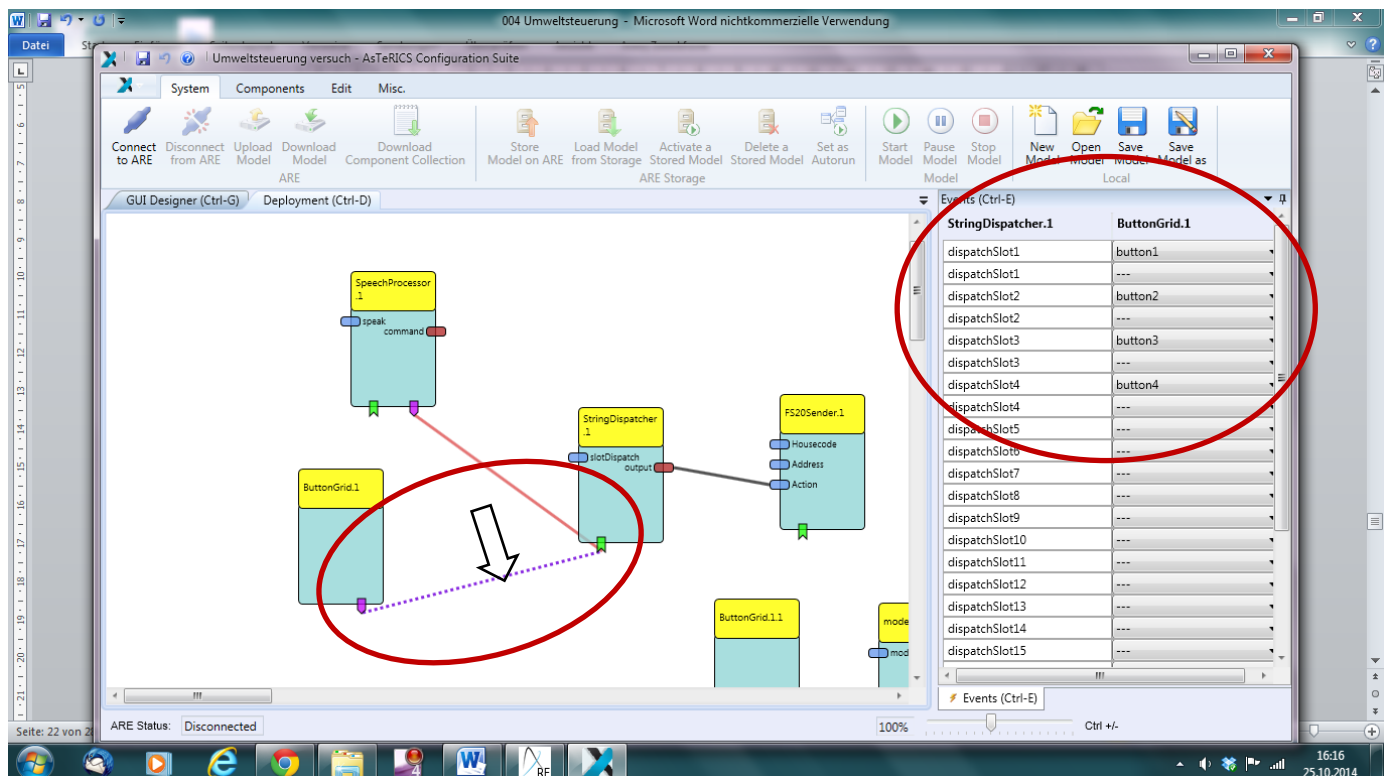 004 Umweltsteuerung - Microsoft Word nichtkommerzielle Verwendung
Datei
Umweltsteuerung versuch - AsTeRICS Configuration Suite
System Components Edit Misc.
Connect to ARE
Disconnect from ARE
Upload Model
Download Model
Download Component Collection
Store Model on ARE
Load Model from Storage
Activate a Stored Model
Delete a Stored Model
Set as Autorun
Start Model
Pause Model
Stop Model
New Model
Open Model
Save Model
Save Model as
ARE
ARE Storage
Model
Local
GUI Designer (Ctrl-G)
Deployment (Ctrl-D)
Events (Ctrl-E)
StringDispatcher.1 ButtonGrid.1
dispatchSlot1 button1
dispatchSlot1 ---
dispatchSlot2 button2
dispatchSlot2 ---
dispatchSlot3 button3
dispatchSlot3 ---
dispatchSlot4 button4
dispatchSlot4 ---
dispatchSlot5 ---
dispatchSlot6 ---
dispatchSlot7 ---
dispatchSlot8 ---
dispatchSlot9 ---
dispatchSlot10 ---
dispatchSlot11 ---
dispatchSlot12 ---
dispatchSlot13 ---
dispatchSlot14 ---
dispatchSlot15 ---
SpeechProcessor
.1
speak
command
StringDispatcher
.1
slotDispatch
output
FS20Sender.1
Housecode
Address
Action
ButtonGrid.1
ButtonGrid.1.1
mode
mod
Events (Ctrl-E)
ARE Status: Disconnected
100%
Ctrl +/-
Seite: 22 von 2
RE
16:16
25.10.2014